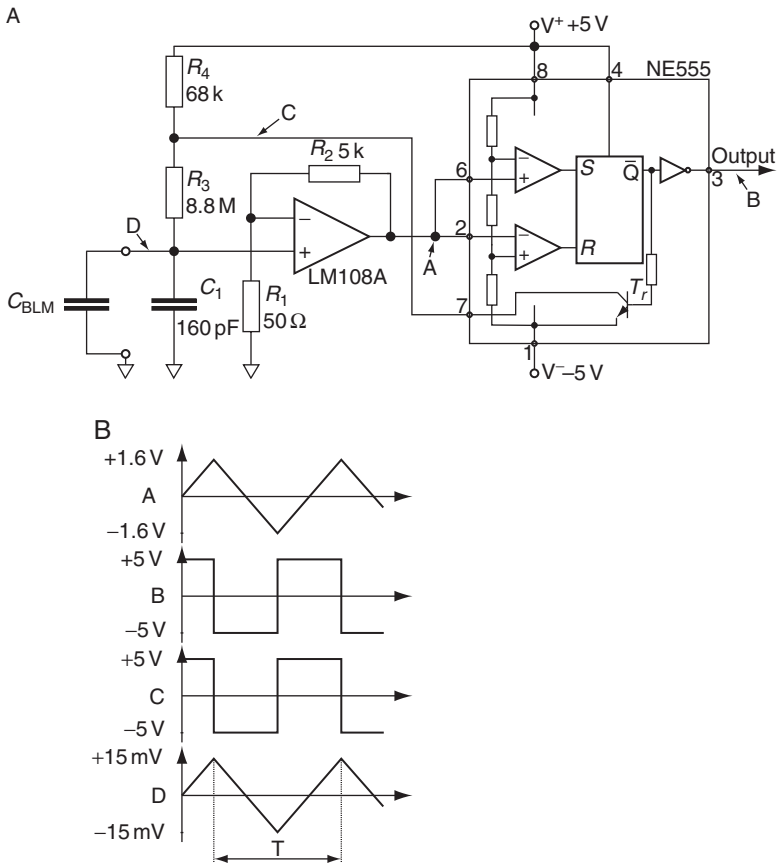 A
V⁺+5 V
R₄
68 k
8
4
NE555
C
R₂ 5 k
R₃
8.8 M
6
−
+
S
Q̅
Output
3
B
D
−
+
LM108A
2
A
−
+
R
C_BLM
C₁
160 pF
R₁
50 Ω
7
Tᵣ
1
V⁻−5 V
B
+1.6 V
A
−1.6 V
+5 V
B
−5 V
+5 V
C
−5 V
+15 mV
D
−15 mV
T